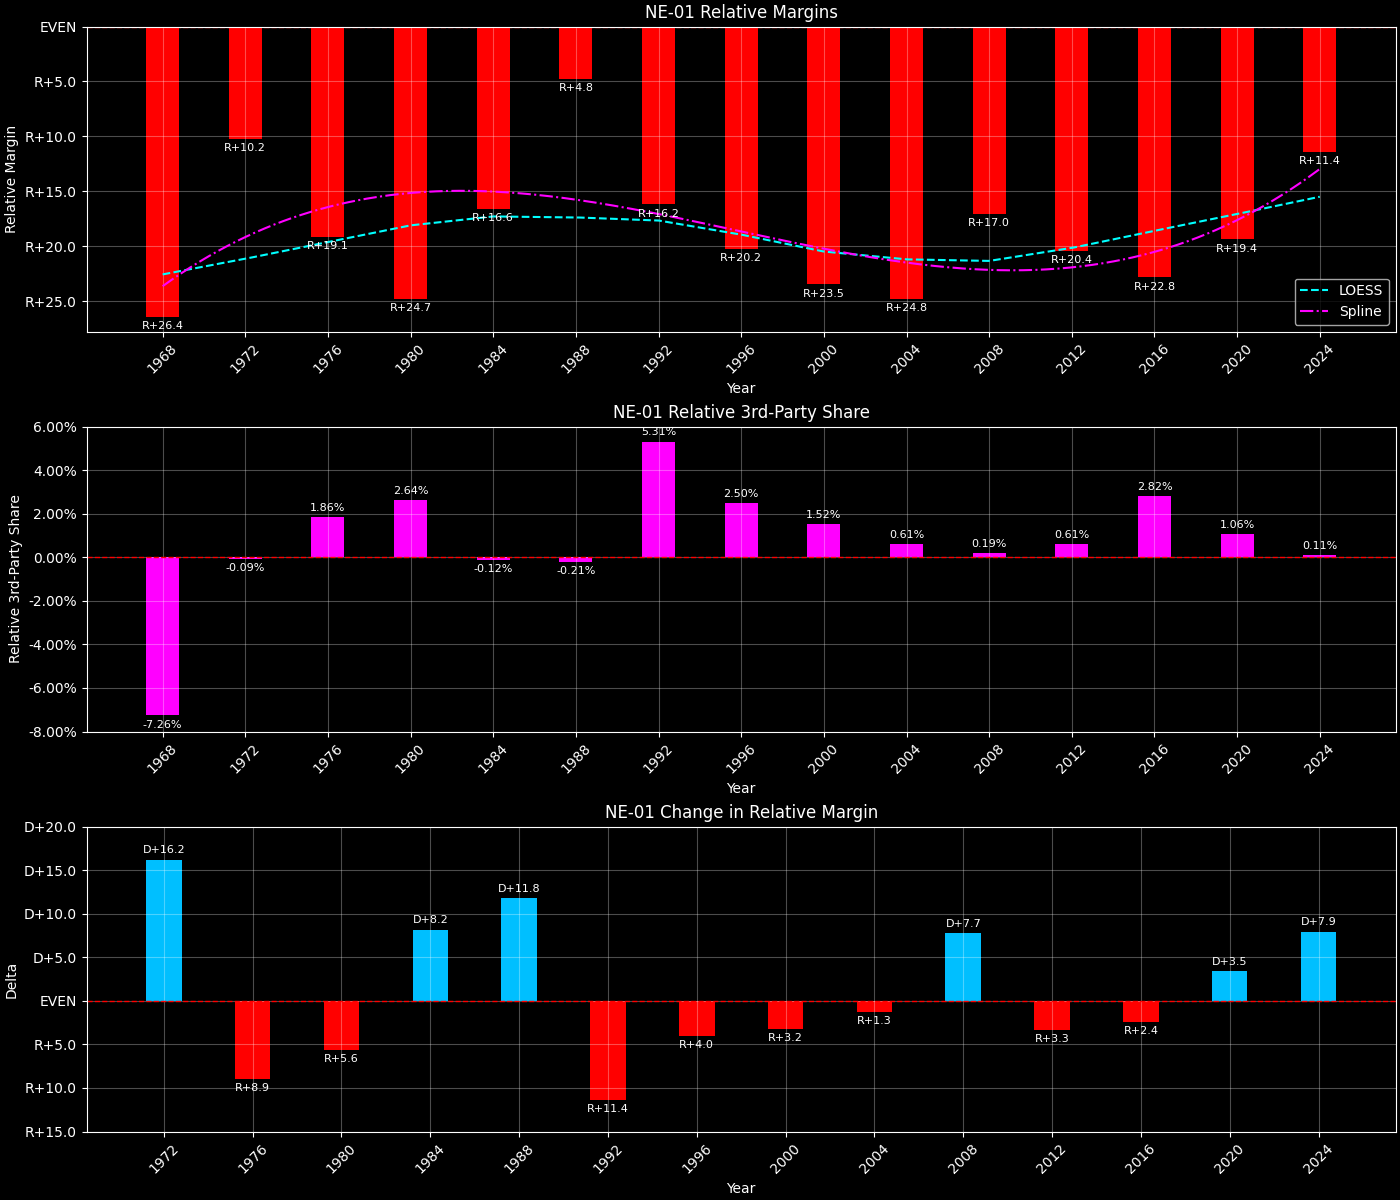 NE-01 Relative Margins
Relative Margin
EVEN
R+5.0
R+10.0
R+15.0
R+20.0
R+25.0
R+26.4
R+10.2
R+19.1
R+24.7
R+16.6
R+4.8
R+16.2
R+20.2
R+23.5
R+24.8
R+17.0
R+20.4
R+22.8
R+19.4
R+11.4
LOESS
Spline
1968 1972 1976 1980 1984 1988 1992 1996 2000 2004 2008 2012 2016 2020 2024
Year
NE-01 Relative 3rd-Party Share
Relative 3rd-Party Share
6.00%
4.00%
2.00%
0.00%
-2.00%
-4.00%
-6.00%
-8.00%
-7.26%
-0.09%
1.86%
2.64%
-0.12%
-0.21%
5.31%
2.50%
1.52%
0.61%
0.19%
0.61%
2.82%
1.06%
0.11%
1968 1972 1976 1980 1984 1988 1992 1996 2000 2004 2008 2012 2016 2020 2024
Year
NE-01 Change in Relative Margin
Delta
D+20.0
D+15.0
D+10.0
D+5.0
EVEN
R+5.0
R+10.0
R+15.0
D+16.2
R+8.9
R+5.6
D+8.2
D+11.8
R+11.4
R+4.0
R+3.2
R+1.3
D+7.7
R+3.3
R+2.4
D+3.5
D+7.9
1972 1976 1980 1984 1988 1992 1996 2000 2004 2008 2012 2016 2020 2024
Year